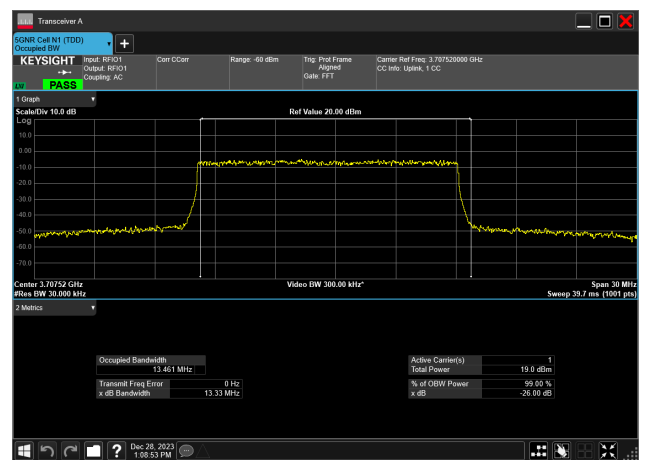 Transceiver A
5GNR Cell N1 (TDD)
Occupied BW
KEYSIGHT
LV PASS
Input: RFIO1
Output: RFIO1
Coupling: AC
Corr CCorr
Range: -60 dBm
Trig: Prot Frame
Aligned
Gate: FFT
Carrier Ref Freq: 3.707520000 GHz
CC Info: Uplink, 1 CC
1 Graph
Scale/Div 10.0 dB
Ref Value 20.00 dBm
Log
10.0
0.00
-10.0
-20.0
-30.0
-40.0
-50.0
-60.0
-70.0
Center 3.70752 GHz
Video BW 300.00 kHz*
Span 30 MHz
#Res BW 30.000 kHz
Sweep 39.7 ms (1001 pts)
2 Metrics
Occupied Bandwidth
13.461 MHz
Transmit Freq Error 0 Hz
x dB Bandwidth 13.33 MHz
Active Carrier(s) 1
Total Power 19.0 dBm
% of OBW Power 99.00 %
x dB -26.00 dB
Dec 28, 2023
1:08:53 PM